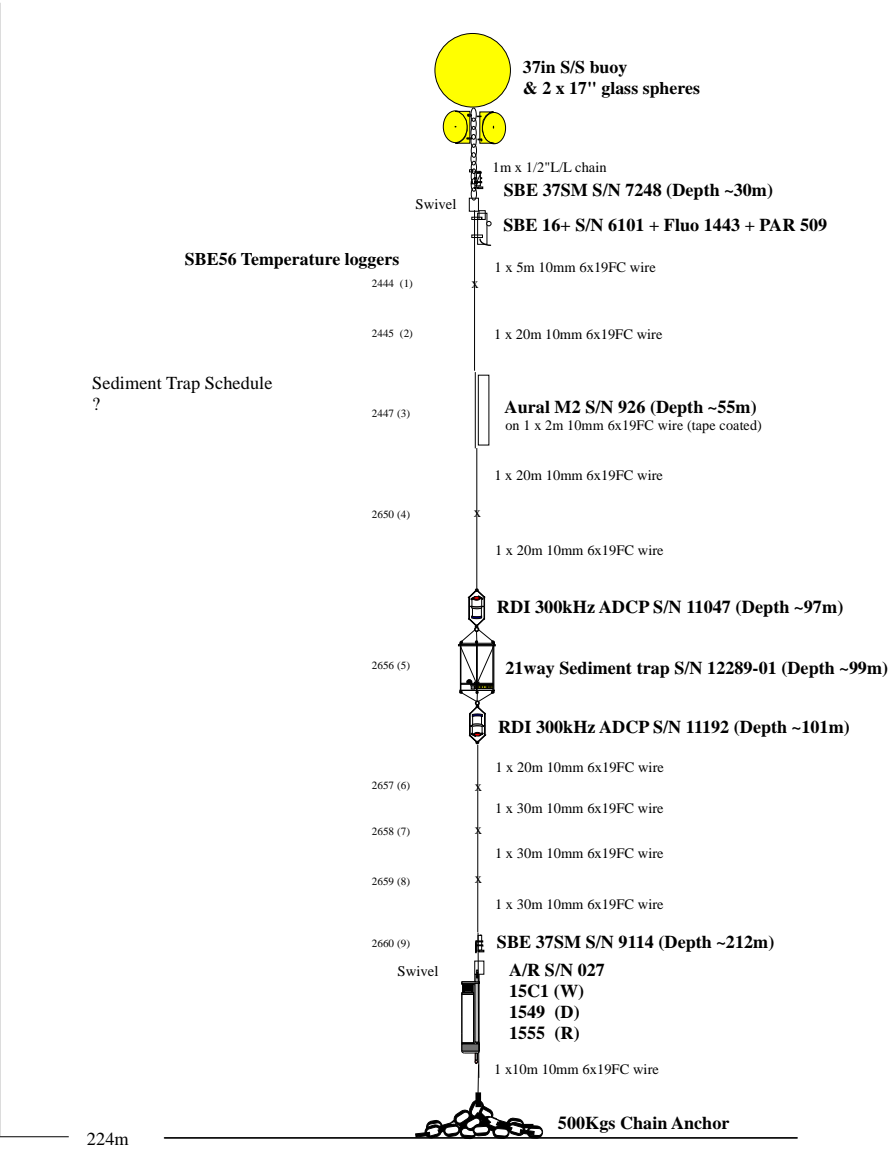 37in S/S buoy
& 2 x 17" glass spheres
1m x 1/2"L/L chain
SBE 37SM S/N 7248 (Depth ~30m)
Swivel
SBE 16+ S/N 6101 + Fluo 1443 + PAR 509
SBE56 Temperature loggers
1 x 5m 10mm 6x19FC wire
2444 (1)
x
2445 (2)
1 x 20m 10mm 6x19FC wire
Sediment Trap Schedule
?
2447 (3)
Aural M2 S/N 926 (Depth ~55m)
on 1 x 2m 10mm 6x19FC wire (tape coated)
1 x 20m 10mm 6x19FC wire
2650 (4)
x
1 x 20m 10mm 6x19FC wire
RDI 300kHz ADCP S/N 11047 (Depth ~97m)
2656 (5)
21way Sediment trap S/N 12289-01 (Depth ~99m)
RDI 300kHz ADCP S/N 11192 (Depth ~101m)
1 x 20m 10mm 6x19FC wire
2657 (6)
x
1 x 30m 10mm 6x19FC wire
2658 (7)
x
1 x 30m 10mm 6x19FC wire
2659 (8)
x
1 x 30m 10mm 6x19FC wire
2660 (9)
SBE 37SM S/N 9114 (Depth ~212m)
Swivel
A/R S/N 027
15C1 (W)
1549 (D)
1555 (R)
1 x10m 10mm 6x19FC wire
500Kgs Chain Anchor
224m